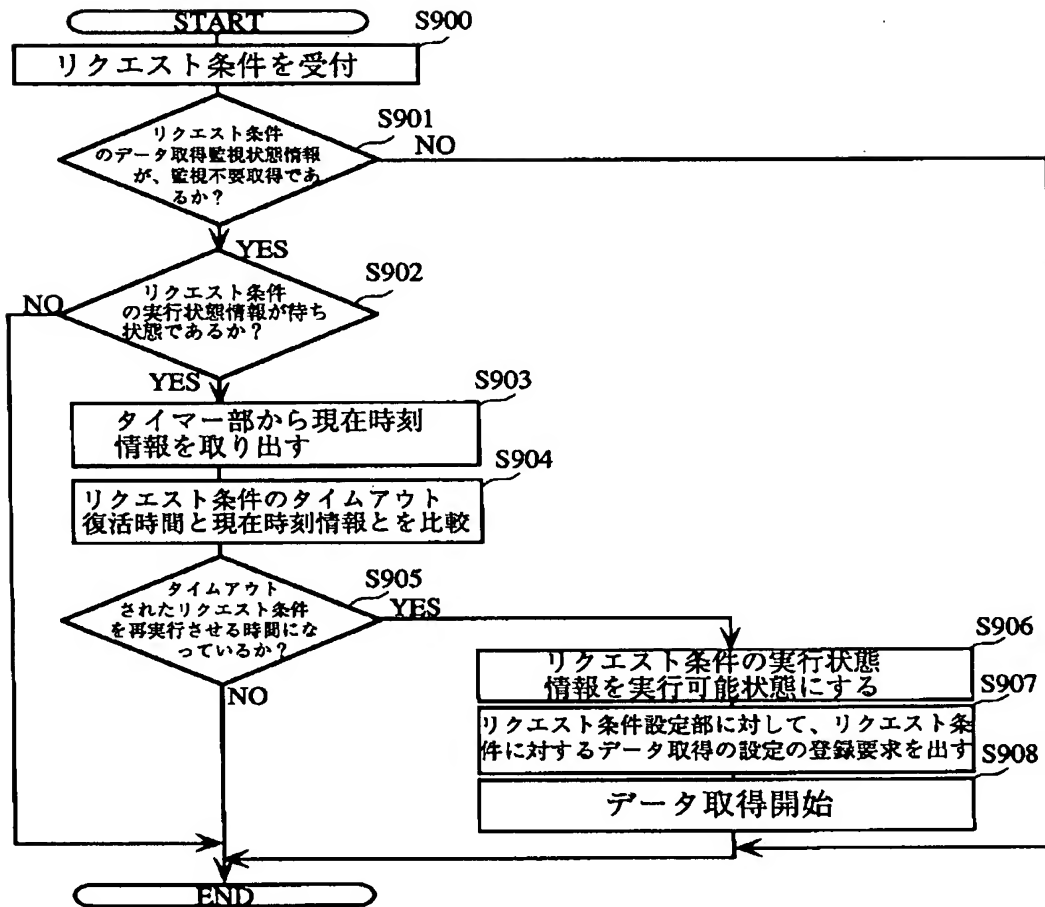 START
S900
リクエスト条件を受付
S901
リクエスト条件
のデータ取得監視状態情報
が、監視不要取得であ
るか？
NO
YES
S902
リクエスト条件
の実行状態情報が待ち
状態であるか？
NO
YES
S903
タイマー部から現在時刻
情報を取り出す
S904
リクエスト条件のタイムアウト
復活時間と現在時刻情報とを比較
S905
タイムアウト
されたリクエスト条件
を再実行させる時間にな
っているか？
YES
NO
S906
リクエスト条件の実行状態
情報を実行可能状態にする
S907
リクエスト条件設定部に対して、リクエスト条
件に対するデータ取得の設定の登録要求を出す
S908
データ取得開始
END